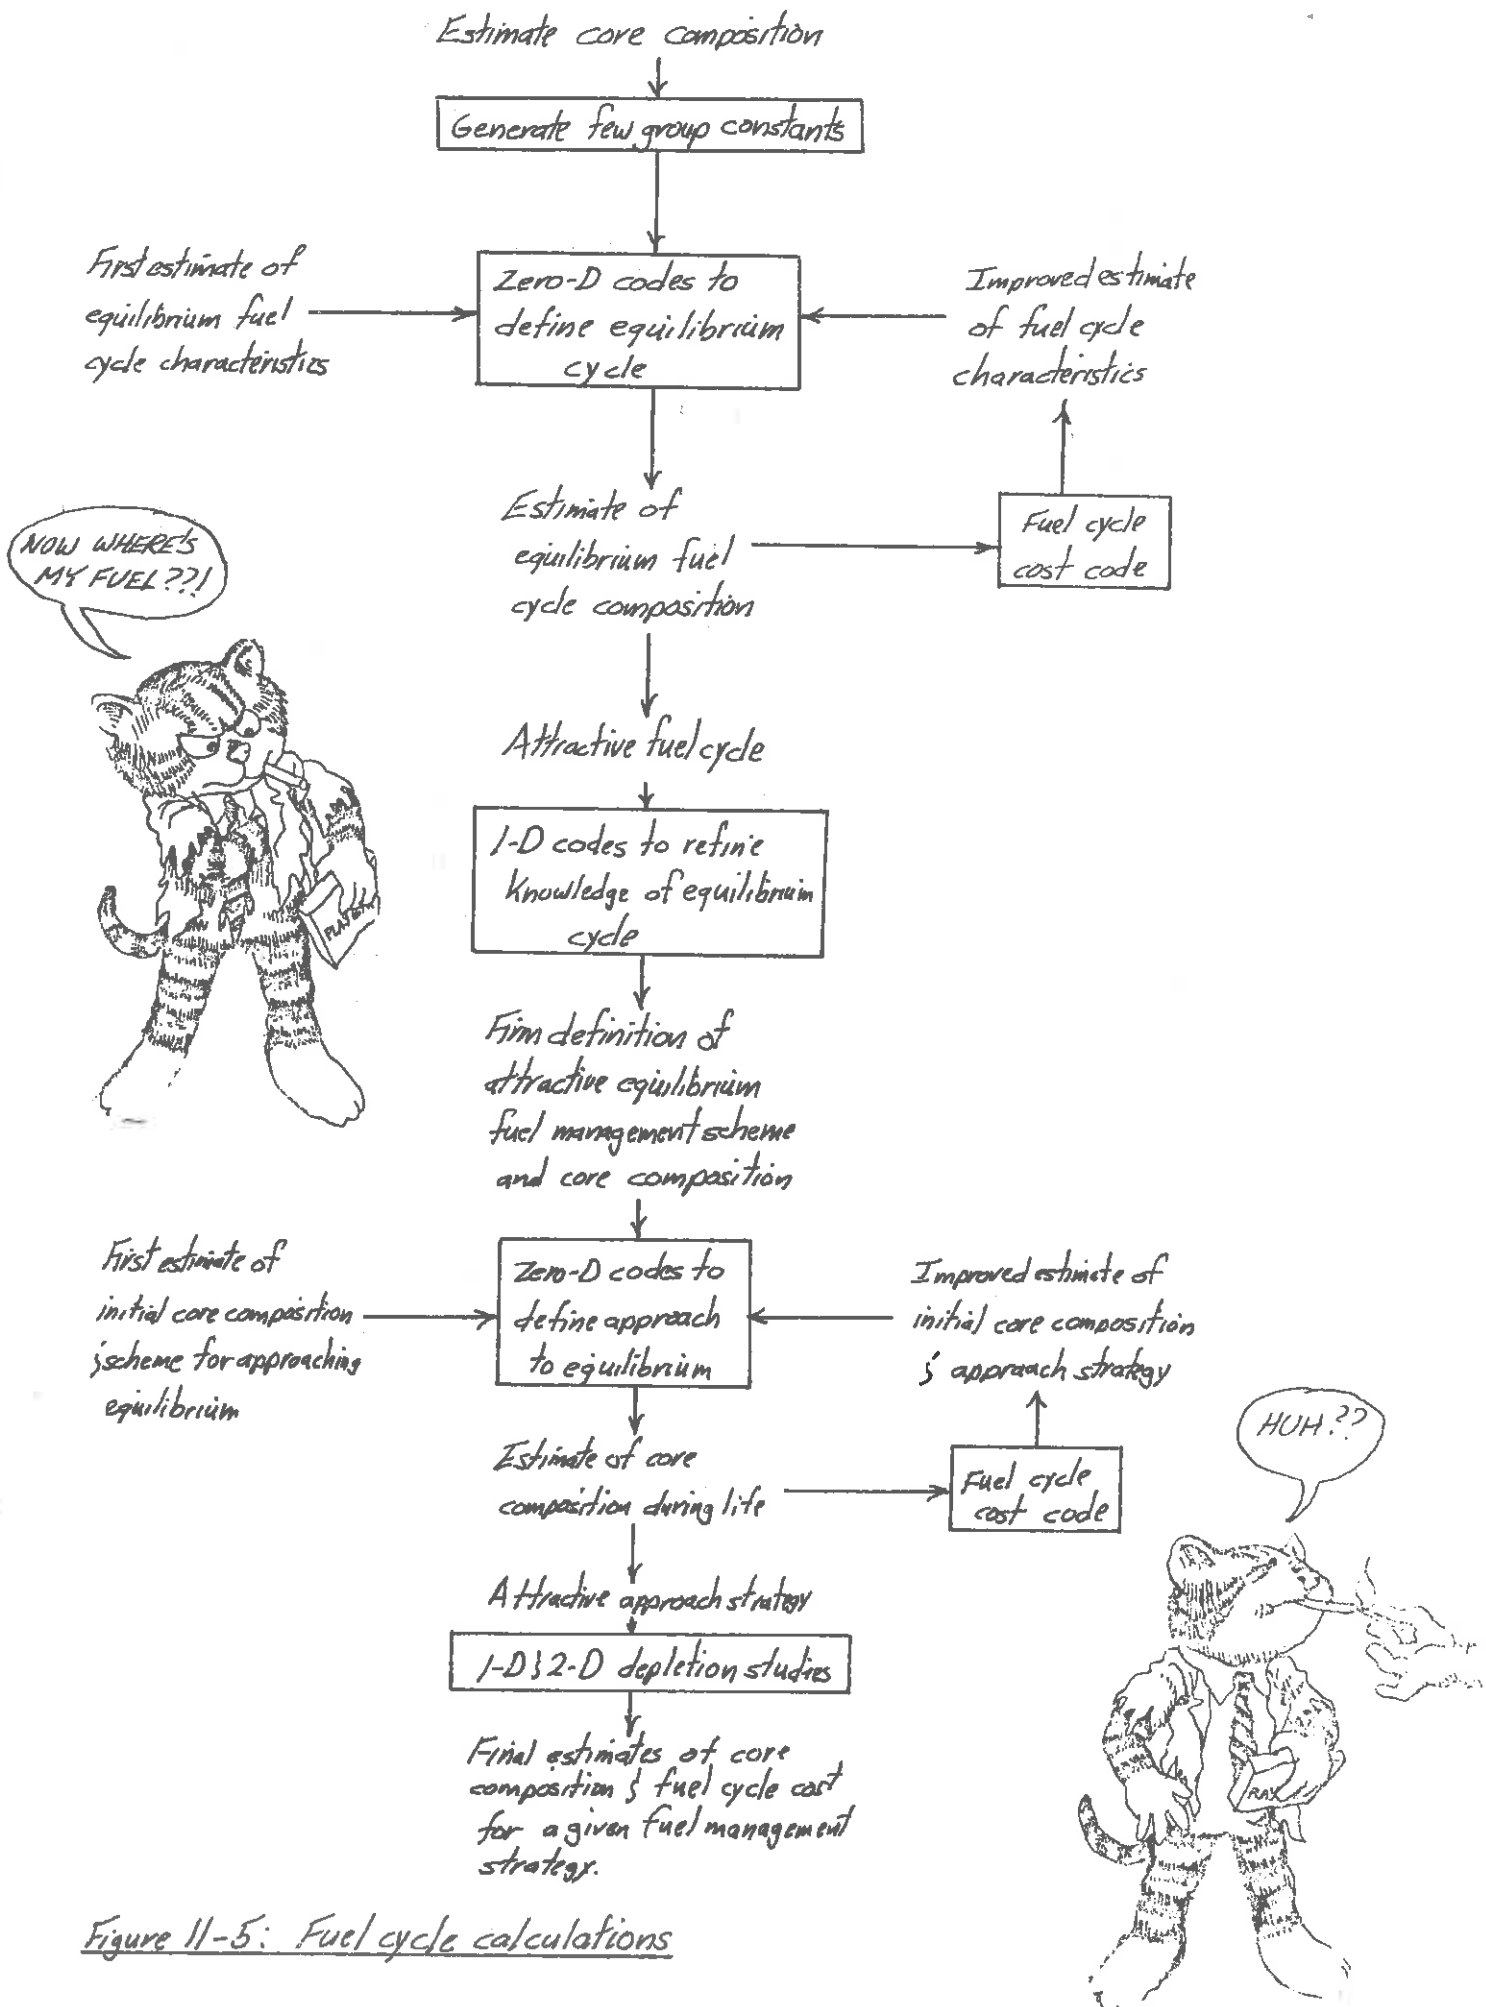 Estimate core composition
Generate few group constants
First estimate of
equilibrium fuel
cycle characteristics
Zero-D codes to
define equilibrium
cycle
Improved estimate
of fuel cycle
characteristics
Estimate of
equilibrium fuel
cycle composition
Fuel cycle
cost code
NOW WHERE'S
MY FUEL??!
Attractive fuel cycle
1-D codes to refine
knowledge of equilibrium
cycle
Firm definition of
attractive equilibrium
fuel management scheme
and core composition
First estimate of
initial core composition
& scheme for approaching
equilibrium
Zero-D codes to
define approach
to equilibrium
Improved estimate of
initial core composition
& approach strategy
Estimate of core
composition during life
Fuel cycle
cost code
HUH??
Attractive approach strategy
1-D & 2-D depletion studies
Final estimates of core
composition & fuel cycle cost
for a given fuel management
strategy.
Figure 11-5: Fuel cycle calculations